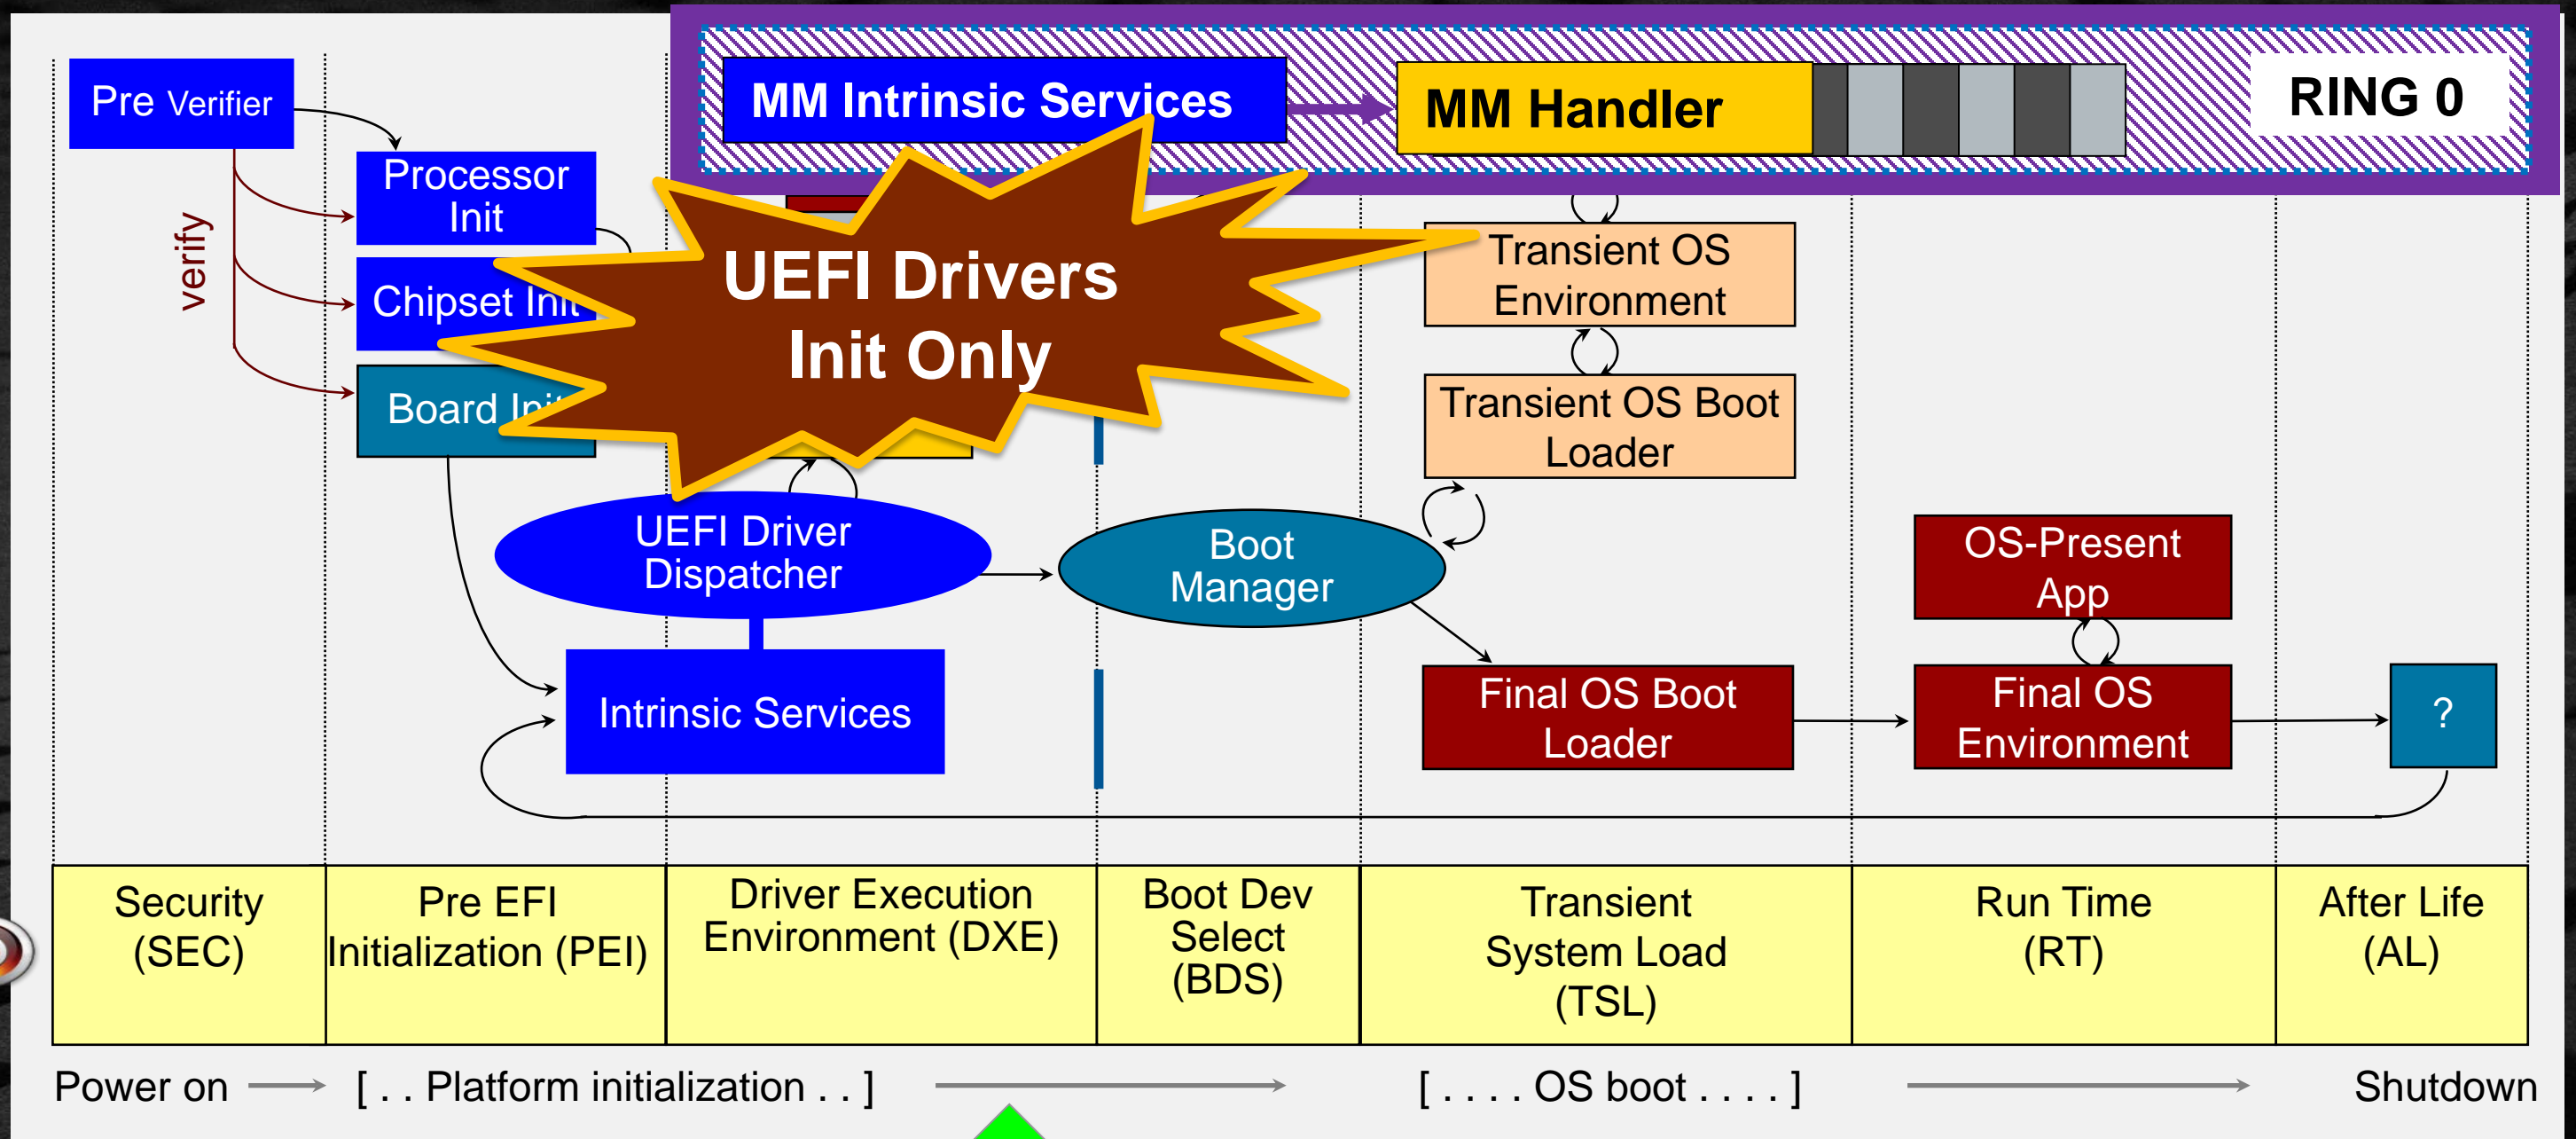 MM Intrinsic Services
MM Handler
RING 0
Pre Verifier
Processor
Init
verify
Chipset Init
Board Init
UEFI Drivers
Init Only
Transient OS
Environment
Transient OS Boot
Loader
UEFI Driver
Dispatcher
Boot
Manager
OS-Present
App
Intrinsic Services
Final OS Boot
Loader
Final OS
Environment
?
Security
(SEC)
Pre EFI
Initialization (PEI)
Driver Execution
Environment (DXE)
Boot Dev
Select
(BDS)
Transient
System Load
(TSL)
Run Time
(RT)
After Life
(AL)
Power on
[ . . Platform initialization . . ]
[ . . . . OS boot . . . . ]
Shutdown